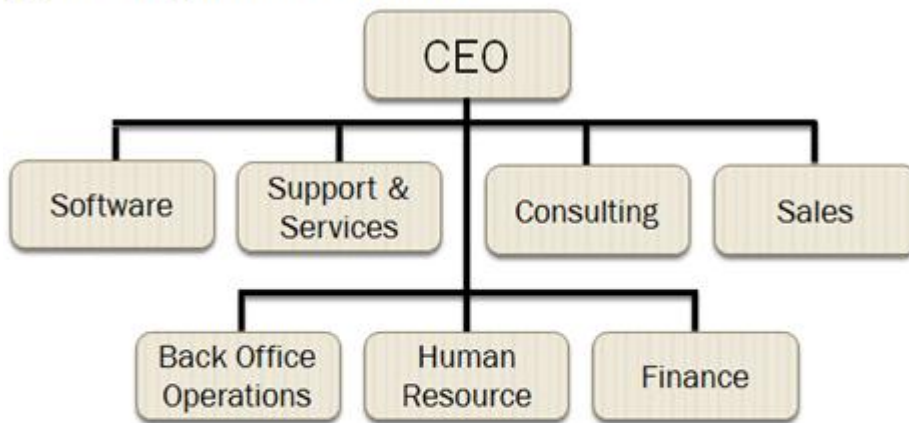 CEO
Software
Support &
Services
Consulting
Sales
Back Office
Operations
Human
Resource
Finance